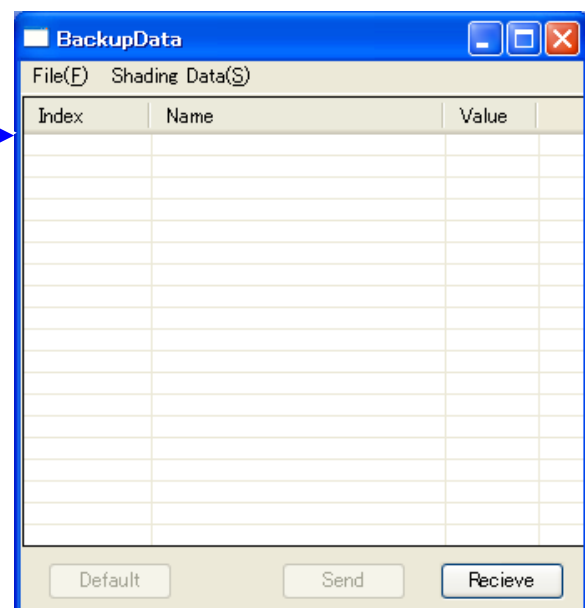 BackupData
File(F) Shading Data(S)
Index Name Value
Default Send Recieve